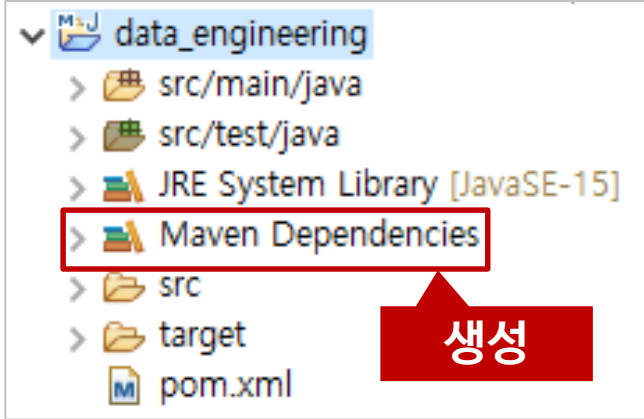 data_engineering
src/main/java
src/test/java
JRE System Library [JavaSE-15]
Maven Dependencies
src
target
생성
pom.xml